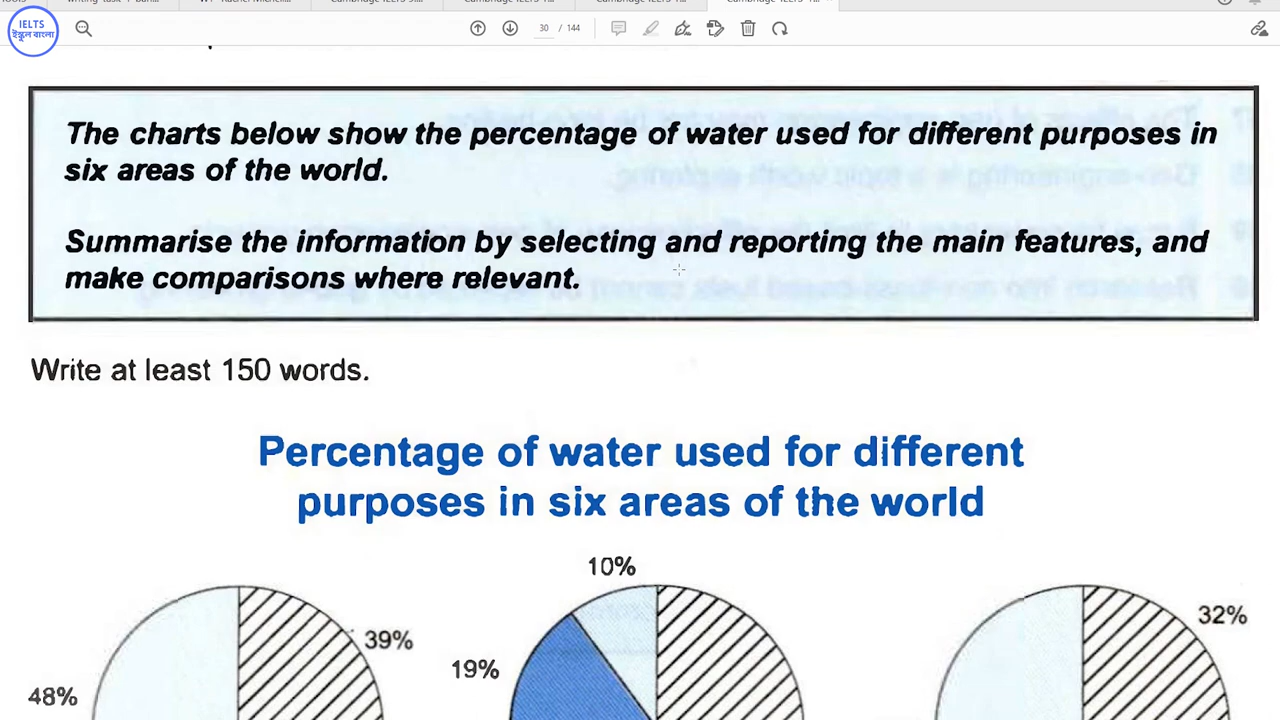 IELTS
ইস্কুল বাংলা
30 / 144
The charts below show the percentage of water used for different purposes in
six areas of the world.
Summarise the information by selecting and reporting the main features, and
make comparisons where relevant.
Write at least 150 words.
Percentage of water used for different
purposes in six areas of the world
10%
39%
32%
19%
48%